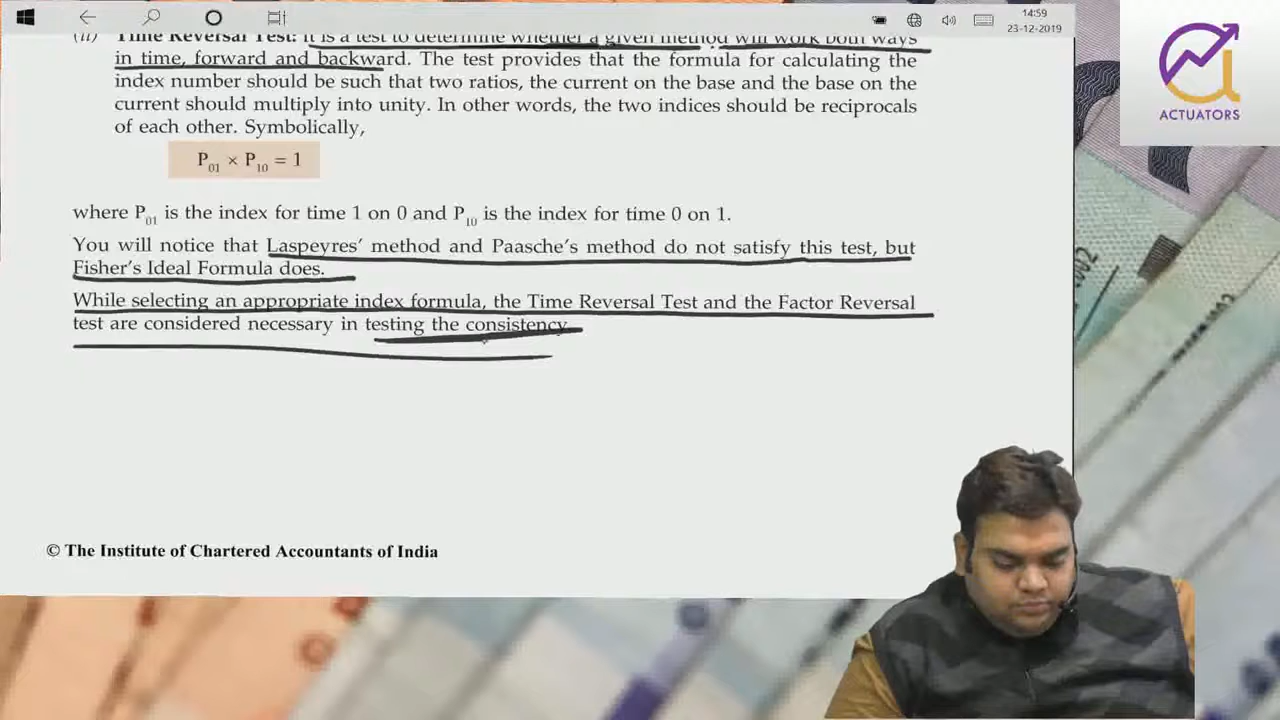 14:59
23-12-2019
(ii) Time Reversal Test: It is a test to determine whether a given method will work both ways
in time, forward and backward. The test provides that the formula for calculating the
index number should be such that two ratios, the current on the base and the base on the
current should multiply into unity. In other words, the two indices should be reciprocals
of each other. Symbolically,
P01 × P10 = 1
where P01 is the index for time 1 on 0 and P10 is the index for time 0 on 1.
You will notice that Laspeyres' method and Paasche's method do not satisfy this test, but
Fisher's Ideal Formula does.
While selecting an appropriate index formula, the Time Reversal Test and the Factor Reversal
test are considered necessary in testing the consistency.
© The Institute of Chartered Accountants of India
ACTUATORS